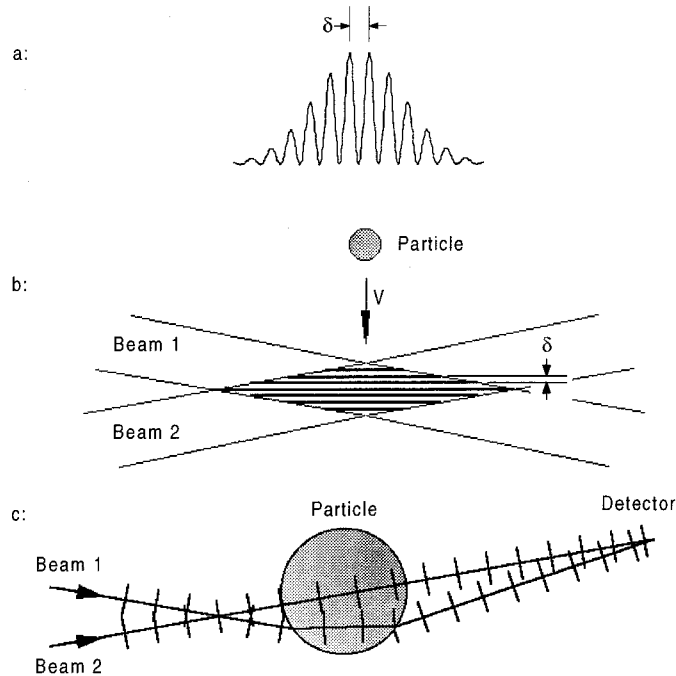 δ
a:
Particle
b:
V
Beam 1
δ
Beam 2
Particle
Detector
c:
Beam 1
Beam 2